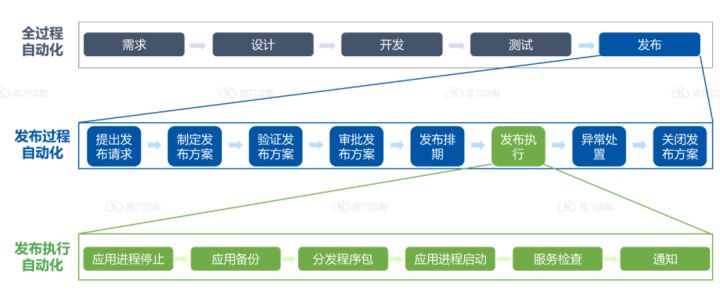 全过程
自动化
需求
设计
开发
测试
发布
发布过程
自动化
提出发
布请求
制定发
布方案
验证发
布方案
审批发
布方案
发布排
期
发布执
行
异常处
置
关闭发
布方案
发布执行
自动化
应用进程停止
应用备份
分发程序包
应用进程启动
服务检查
通知